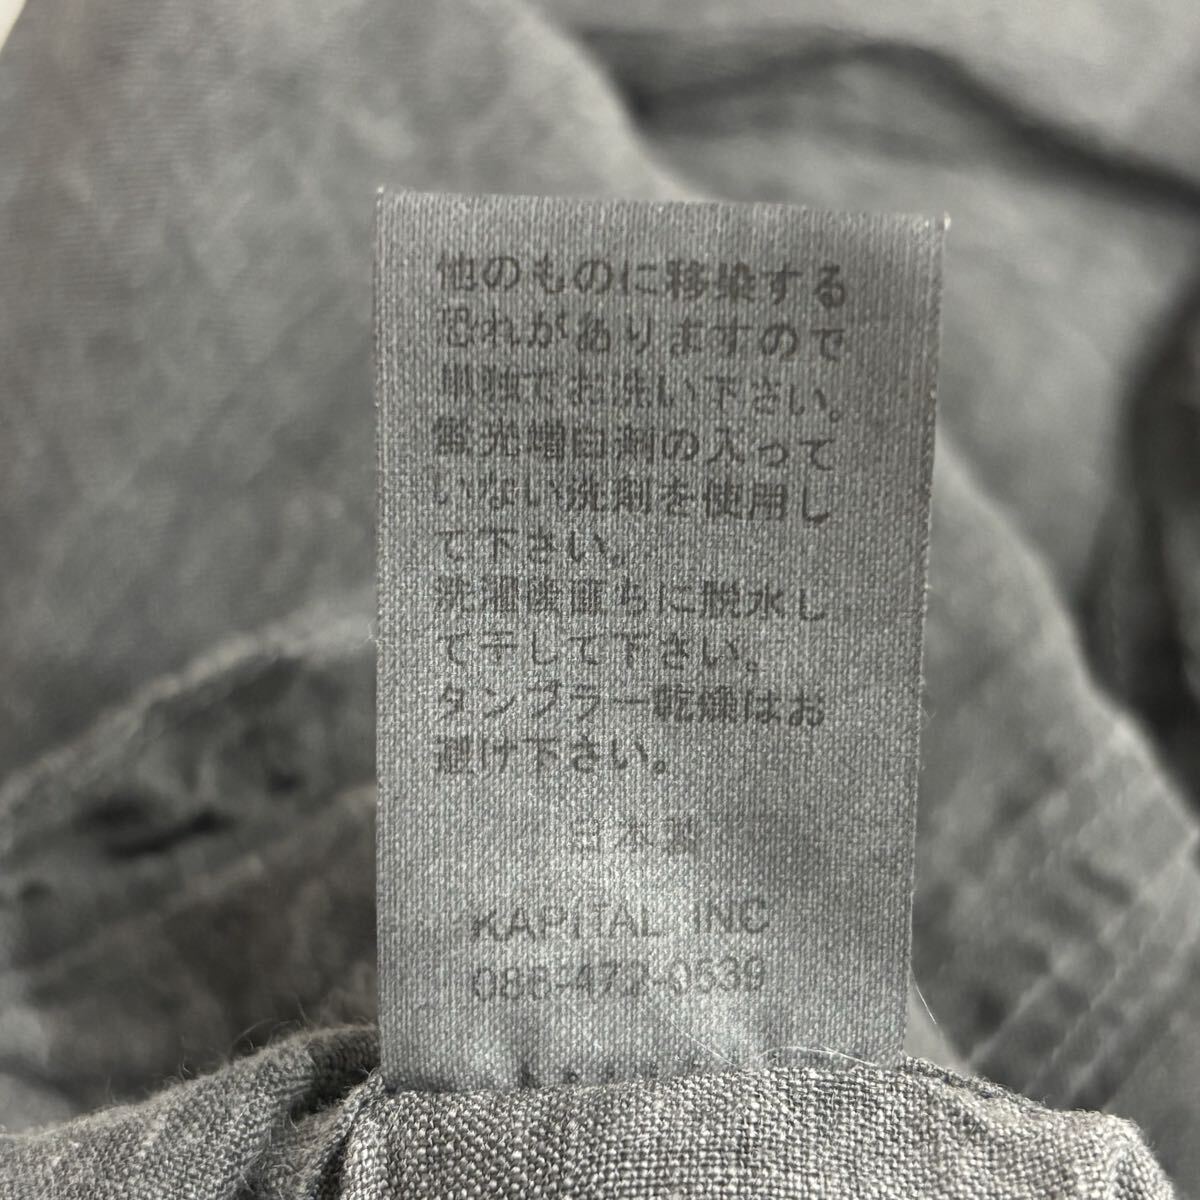 他のものに移染する
恐れがありますので
単独でお洗い下さい。
蛍光増白剤の入って
いない洗剤を使用し
て下さい。
洗濯後直ちに脱水し
て干して下さい。
タンブラー乾燥はお
避け下さい。
日本製
KAPITAL INC
086-472-0539